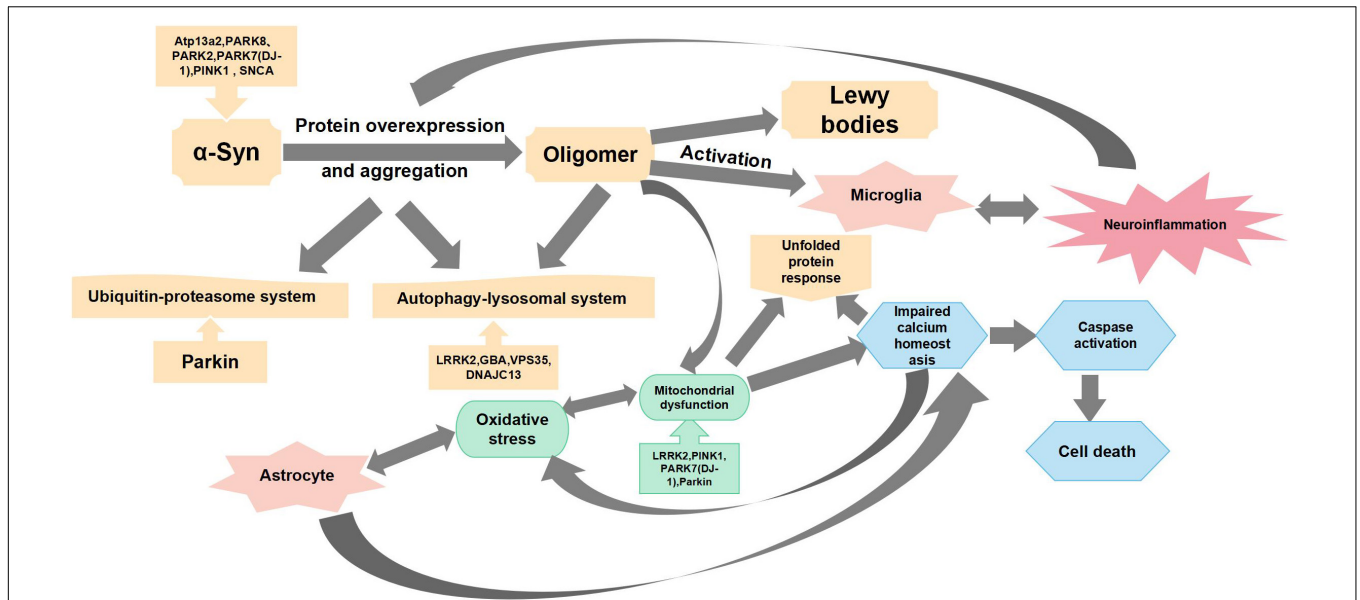 Atp13a2,PARK8、
PARK2,PARK7(DJ-
1),PINK1 , SNCA
α-Syn
Protein overexpression
and aggregation
Oligomer
Lewy
bodies
Activation
Microglia
Neuroinflammation
Unfolded
protein
response
Ubiquitin-proteasome system
Autophagy-lysosomal system
Impaired
calcium
homeost
asis
Caspase
activation
Parkin
LRRK2,GBA,VPS35,
DNAJC13
Mitochondrial
dysfunction
Oxidative
stress
LRRK2,PINK1,
PARK7(DJ-
1),Parkin
Cell death
Astrocyte